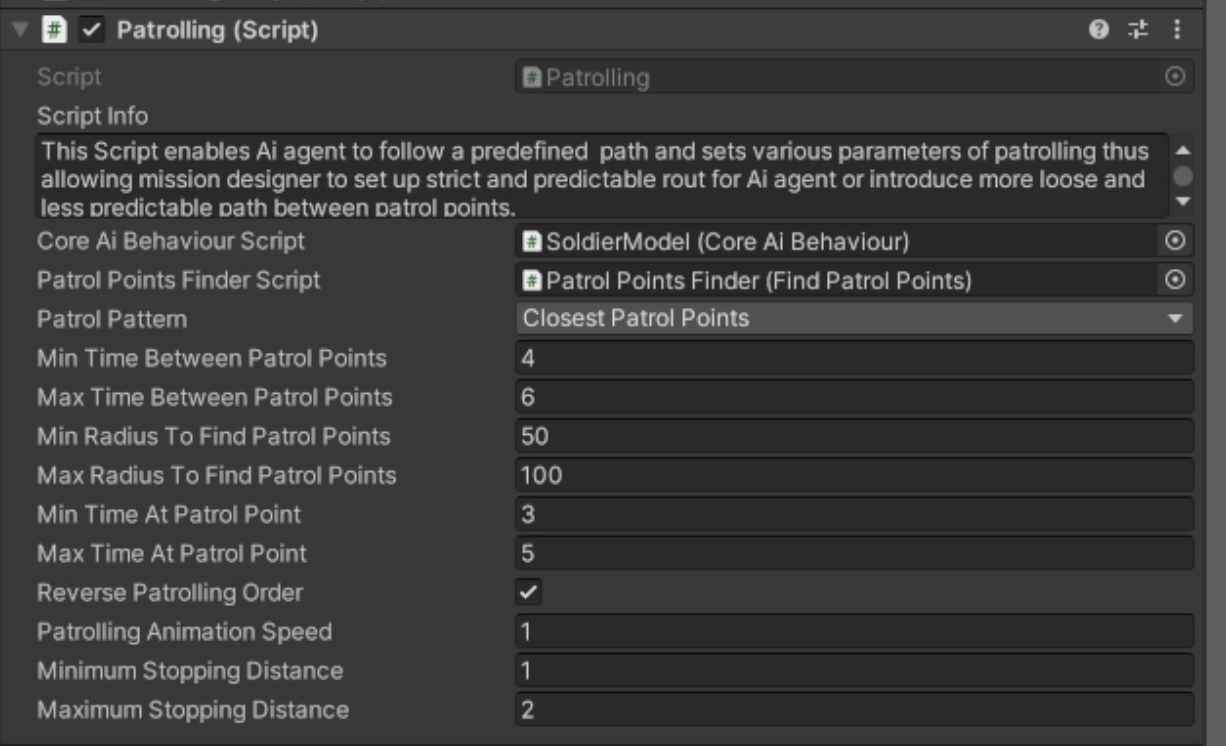 Patrolling (Script)
Script Patrolling
Script Info
This Script enables Ai agent to follow a predefined  path and sets various parameters of patrolling thus
allowing mission designer to set up strict and predictable rout for Ai agent or introduce more loose and
less predictable path between patrol points.
Core Ai Behaviour Script SoldierModel (Core Ai Behaviour)
Patrol Points Finder Script Patrol Points Finder (Find Patrol Points)
Patrol Pattern Closest Patrol Points
Min Time Between Patrol Points 4
Max Time Between Patrol Points 6
Min Radius To Find Patrol Points 50
Max Radius To Find Patrol Points 100
Min Time At Patrol Point 3
Max Time At Patrol Point 5
Reverse Patrolling Order
Patrolling Animation Speed 1
Minimum Stopping Distance 1
Maximum Stopping Distance 2